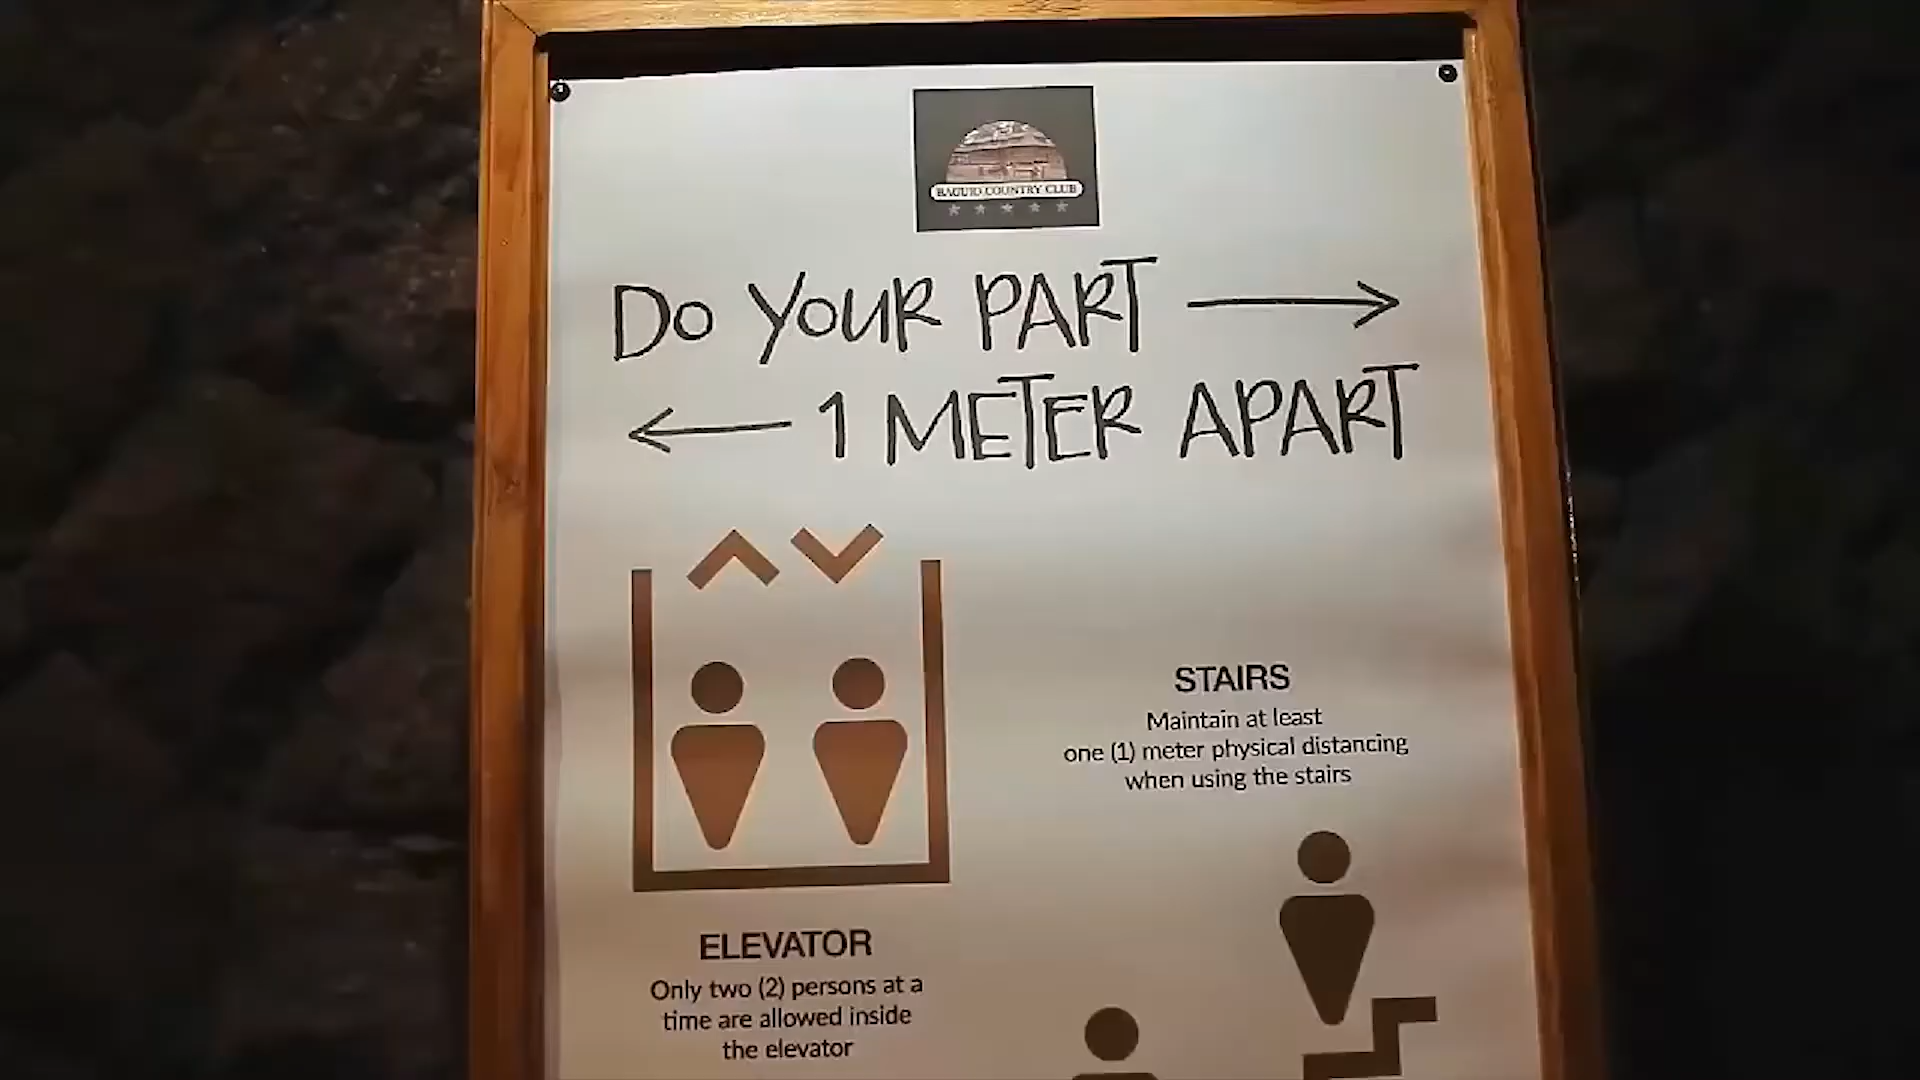 BAGUIO COUNTRY CLUB
DO YOUR PART
1 METER APART
STAIRS
Maintain at least
one (1) meter physical distancing
when using the stairs
ELEVATOR
Only two (2) persons at a
time are allowed inside
the elevator